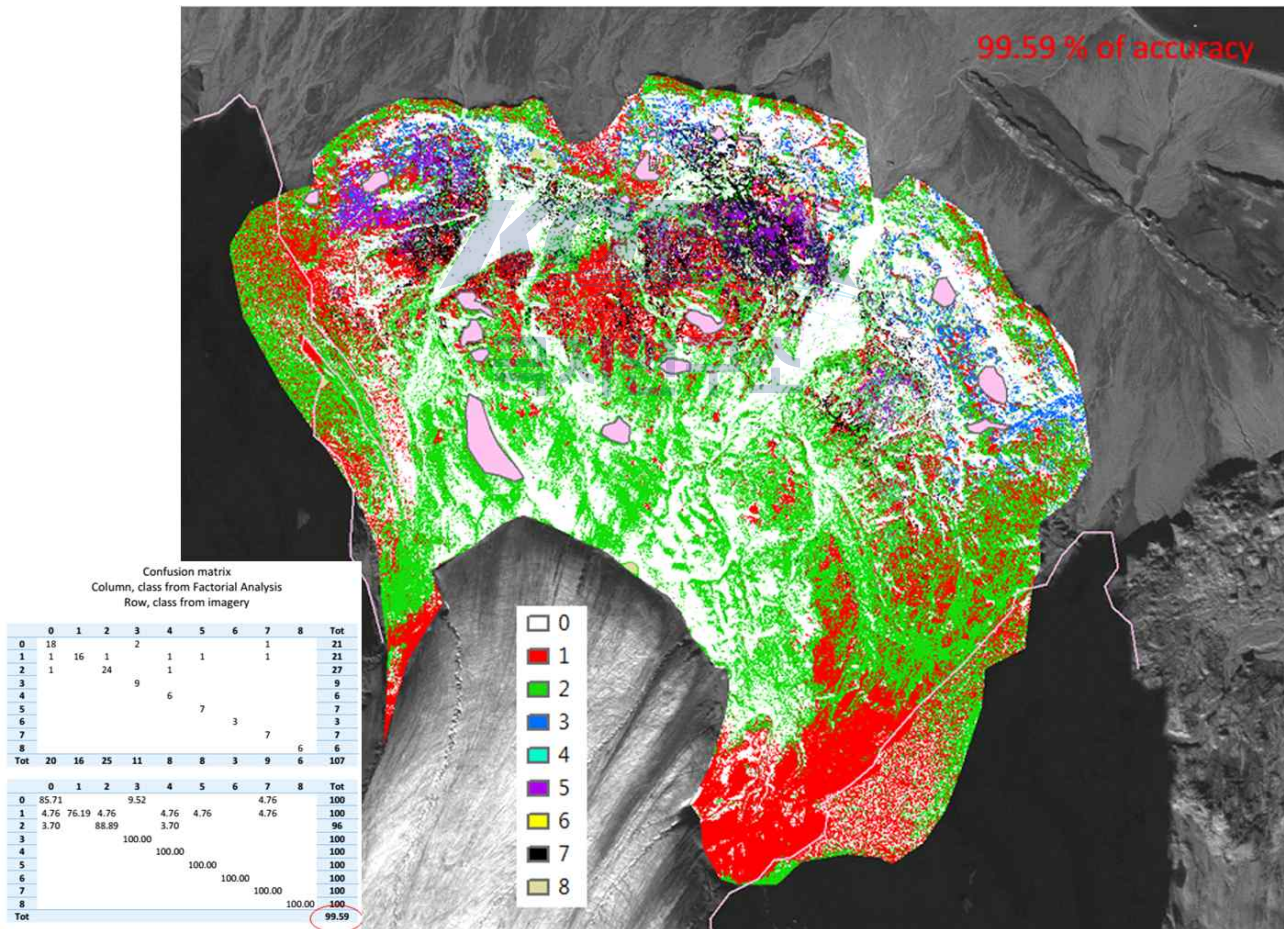 99.59 % of accuracy
Confusion matrix
Column, class from Factorial Analysis
Row, class from imagery
0 1 2 3 4 5 6 7 8 Tot
0 18 2 1 21
1 1 16 1 1 1 1 21
2 1 24 1 27
3 9 9
4 6 6
5 7 7
6 3 3
7 7 7
8 6 6
Tot 20 16 25 11 8 8 3 9 6 107
0 1 2 3 4 5 6 7 8 Tot
0 85.71 9.52 4.76 100
1 4.76 76.19 4.76 4.76 4.76 4.76 100
2 3.70 88.89 3.70 96
3 100.00 100
4 100.00 100
5 100.00 100
6 100.00 100
7 100.00 100
8 100.00 100
Tot 99.59
0
1
2
3
4
5
6
7
8